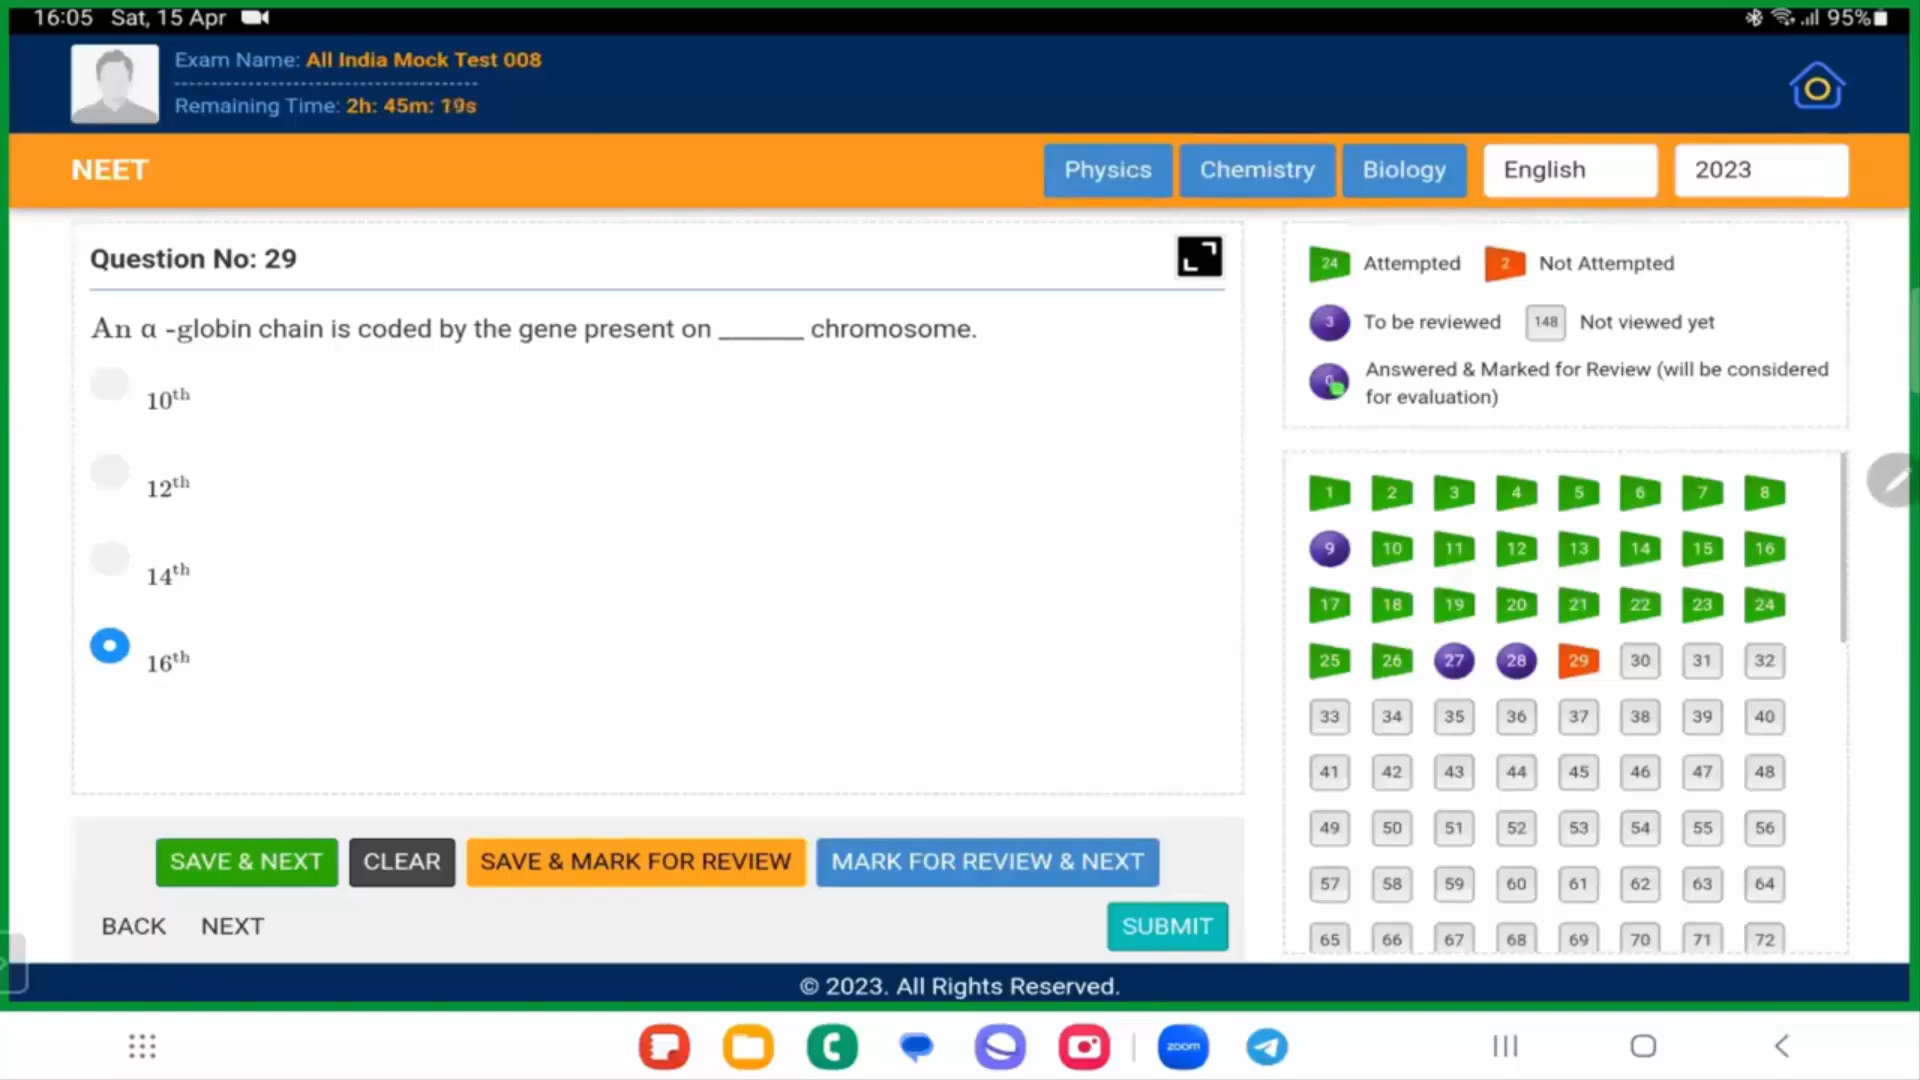 16:05 Sat, 15 Apr 95%
Exam Name: All India Mock Test 008
Remaining Time: 2h: 45m: 19s
NEET Physics Chemistry Biology English 2023
Question No: 29
An α -globin chain is coded by the gene present on ______ chromosome.
10th
12th
14th
16th
SAVE & NEXT CLEAR SAVE & MARK FOR REVIEW MARK FOR REVIEW & NEXT
BACK NEXT SUBMIT
24 Attempted 2 Not Attempted
3 To be reviewed 148 Not viewed yet
0 Answered & Marked for Review (will be considered
for evaluation)
1 2 3 4 5 6 7 8
9 10 11 12 13 14 15 16
17 18 19 20 21 22 23 24
25 26 27 28 29 30 31 32
33 34 35 36 37 38 39 40
41 42 43 44 45 46 47 48
49 50 51 52 53 54 55 56
57 58 59 60 61 62 63 64
65 66 67 68 69 70 71 72
© 2023. All Rights Reserved.
zoom